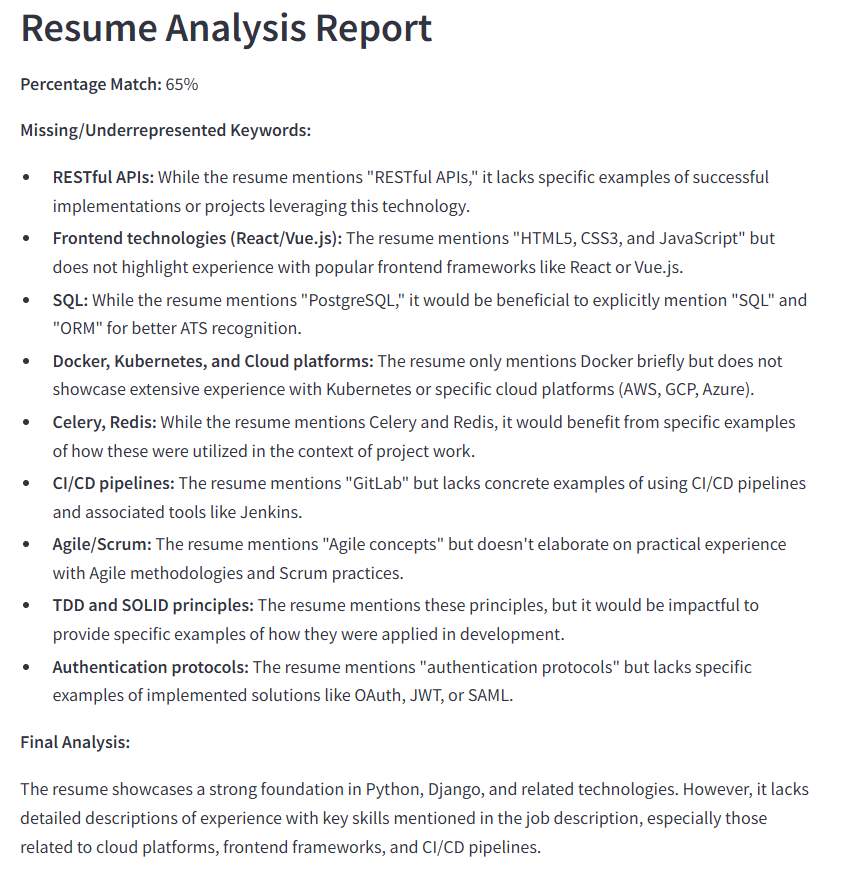 Resume Analysis Report
Percentage Match: 65%
Missing/Underrepresented Keywords:
• RESTful APIs: While the resume mentions "RESTful APIs," it lacks specific examples of successful
implementations or projects leveraging this technology.
• Frontend technologies (React/Vue.js): The resume mentions "HTML5, CSS3, and JavaScript" but
does not highlight experience with popular frontend frameworks like React or Vue.js.
• SQL: While the resume mentions "PostgreSQL," it would be beneficial to explicitly mention "SQL" and
"ORM" for better ATS recognition.
• Docker, Kubernetes, and Cloud platforms: The resume only mentions Docker briefly but does not
showcase extensive experience with Kubernetes or specific cloud platforms (AWS, GCP, Azure).
• Celery, Redis: While the resume mentions Celery and Redis, it would benefit from specific examples
of how these were utilized in the context of project work.
• CI/CD pipelines: The resume mentions "GitLab" but lacks concrete examples of using CI/CD pipelines
and associated tools like Jenkins.
• Agile/Scrum: The resume mentions "Agile concepts" but doesn't elaborate on practical experience
with Agile methodologies and Scrum practices.
• TDD and SOLID principles: The resume mentions these principles, but it would be impactful to
provide specific examples of how they were applied in development.
• Authentication protocols: The resume mentions "authentication protocols" but lacks specific
examples of implemented solutions like OAuth, JWT, or SAML.
Final Analysis:
The resume showcases a strong foundation in Python, Django, and related technologies. However, it lacks
detailed descriptions of experience with key skills mentioned in the job description, especially those
related to cloud platforms, frontend frameworks, and CI/CD pipelines.